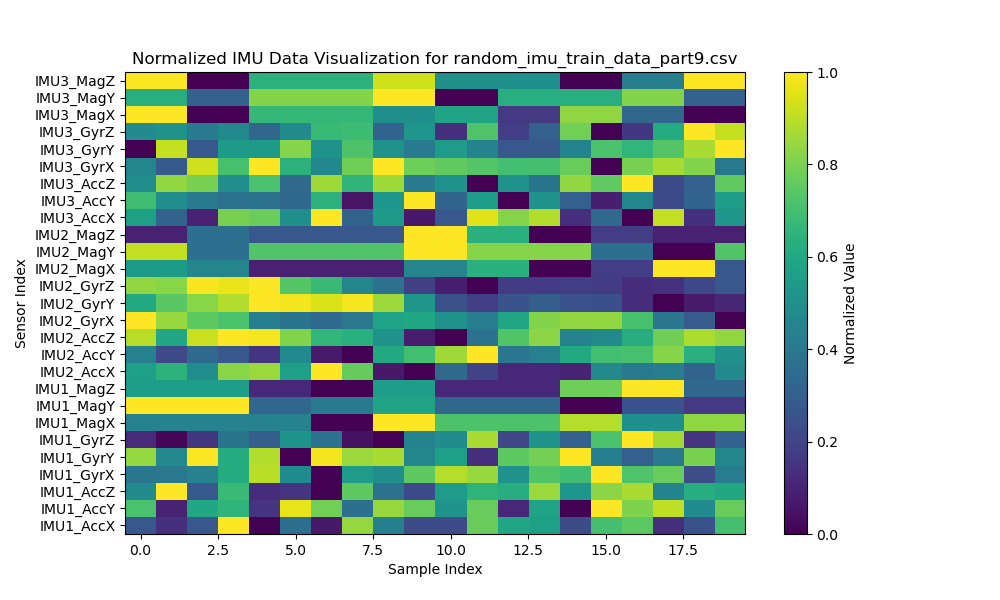 Normalized IMU Data Visualization for random_imu_train_data_part9.csv
Sensor Index
IMU3_MagZ
IMU3_MagY
IMU3_MagX
IMU3_GyrZ
IMU3_GyrY
IMU3_GyrX
IMU3_AccZ
IMU3_AccY
IMU3_AccX
IMU2_MagZ
IMU2_MagY
IMU2_MagX
IMU2_GyrZ
IMU2_GyrY
IMU2_GyrX
IMU2_AccZ
IMU2_AccY
IMU2_AccX
IMU1_MagZ
IMU1_MagY
IMU1_MagX
IMU1_GyrZ
IMU1_GyrY
IMU1_GyrX
IMU1_AccZ
IMU1_AccY
IMU1_AccX
0.0 2.5 5.0 7.5 10.0 12.5 15.0 17.5
Sample Index
1.0
0.8
0.6
0.4
0.2
0.0
Normalized Value